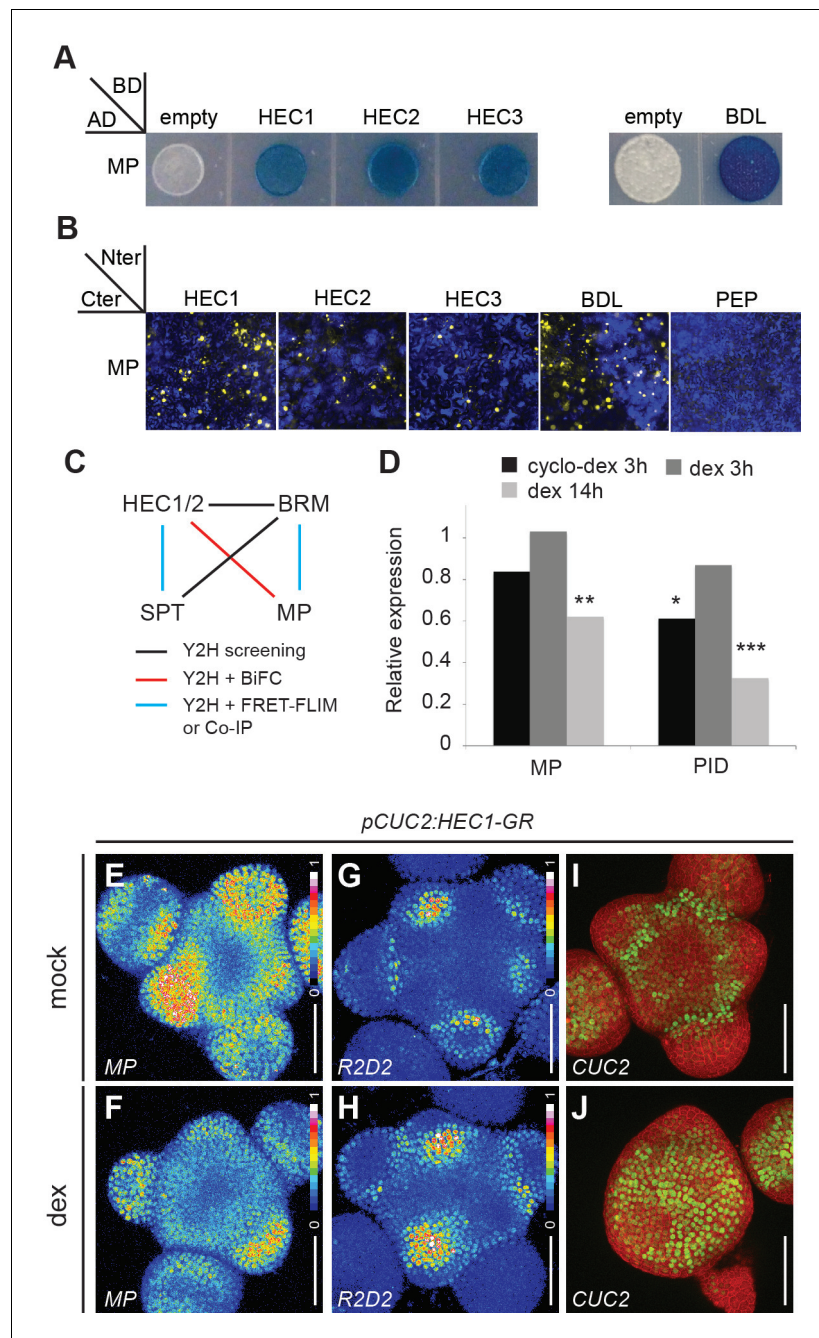 A
BD
AD
empty HEC1 HEC2 HEC3 empty BDL
MP
B
Nter
Cter
HEC1 HEC2 HEC3 BDL PEP
MP
C
HEC1/2 BRM
SPT MP
Y2H screening
Y2H + BiFC
Y2H + FRET-FLIM
or Co-IP
D
cyclo-dex 3h dex 3h
dex 14h
Relative expression
1
0.8
0.6
0.4
0.2
0
** * ***
MP PID
pCUC2:HEC1-GR
mock
E 1 0 MP
G 1 0 R2D2
I CUC2
dex
F 1 0 MP
H 1 0 R2D2
J CUC2